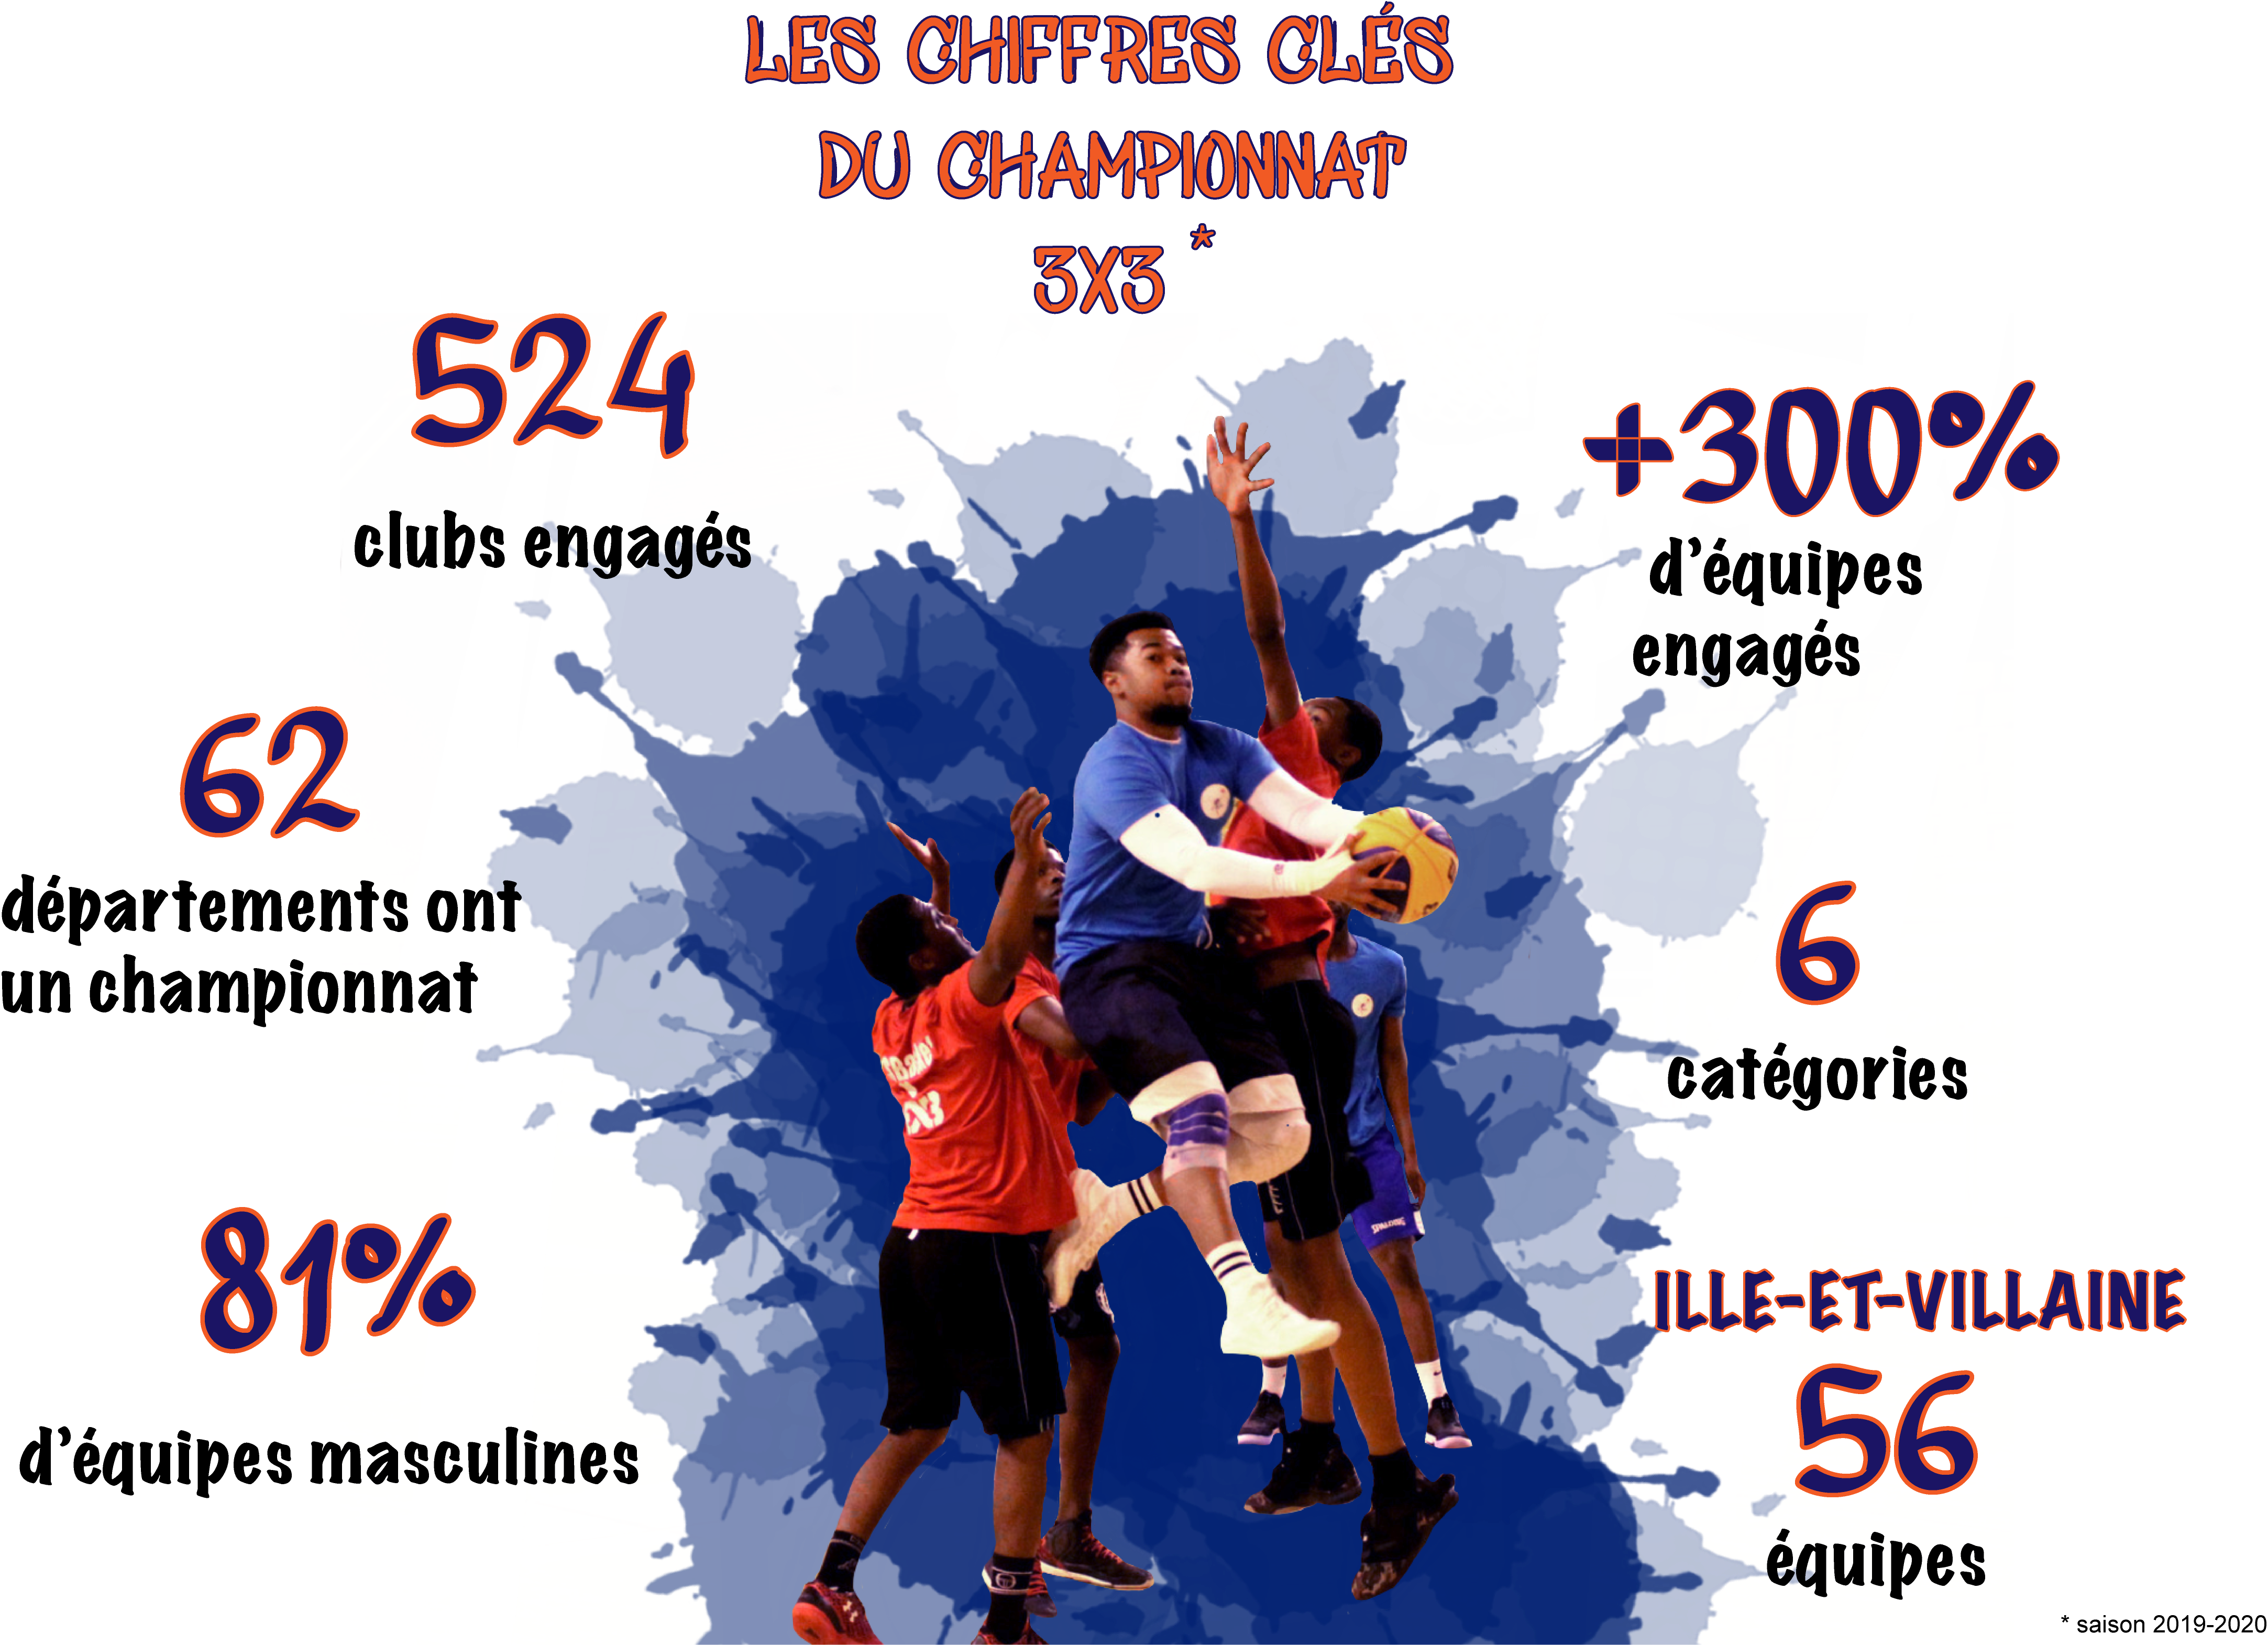 LES CHIFFRES CLÉS
DU CHAMPIONNAT
3X3 *
524
clubs engagés
+300%
d'équipes
engagés
62
départements ont
un championnat
6
catégories
81%
d'équipes masculines
ILLE-ET-VILLAINE
56
équipes
SPALDING
* saison 2019-2020